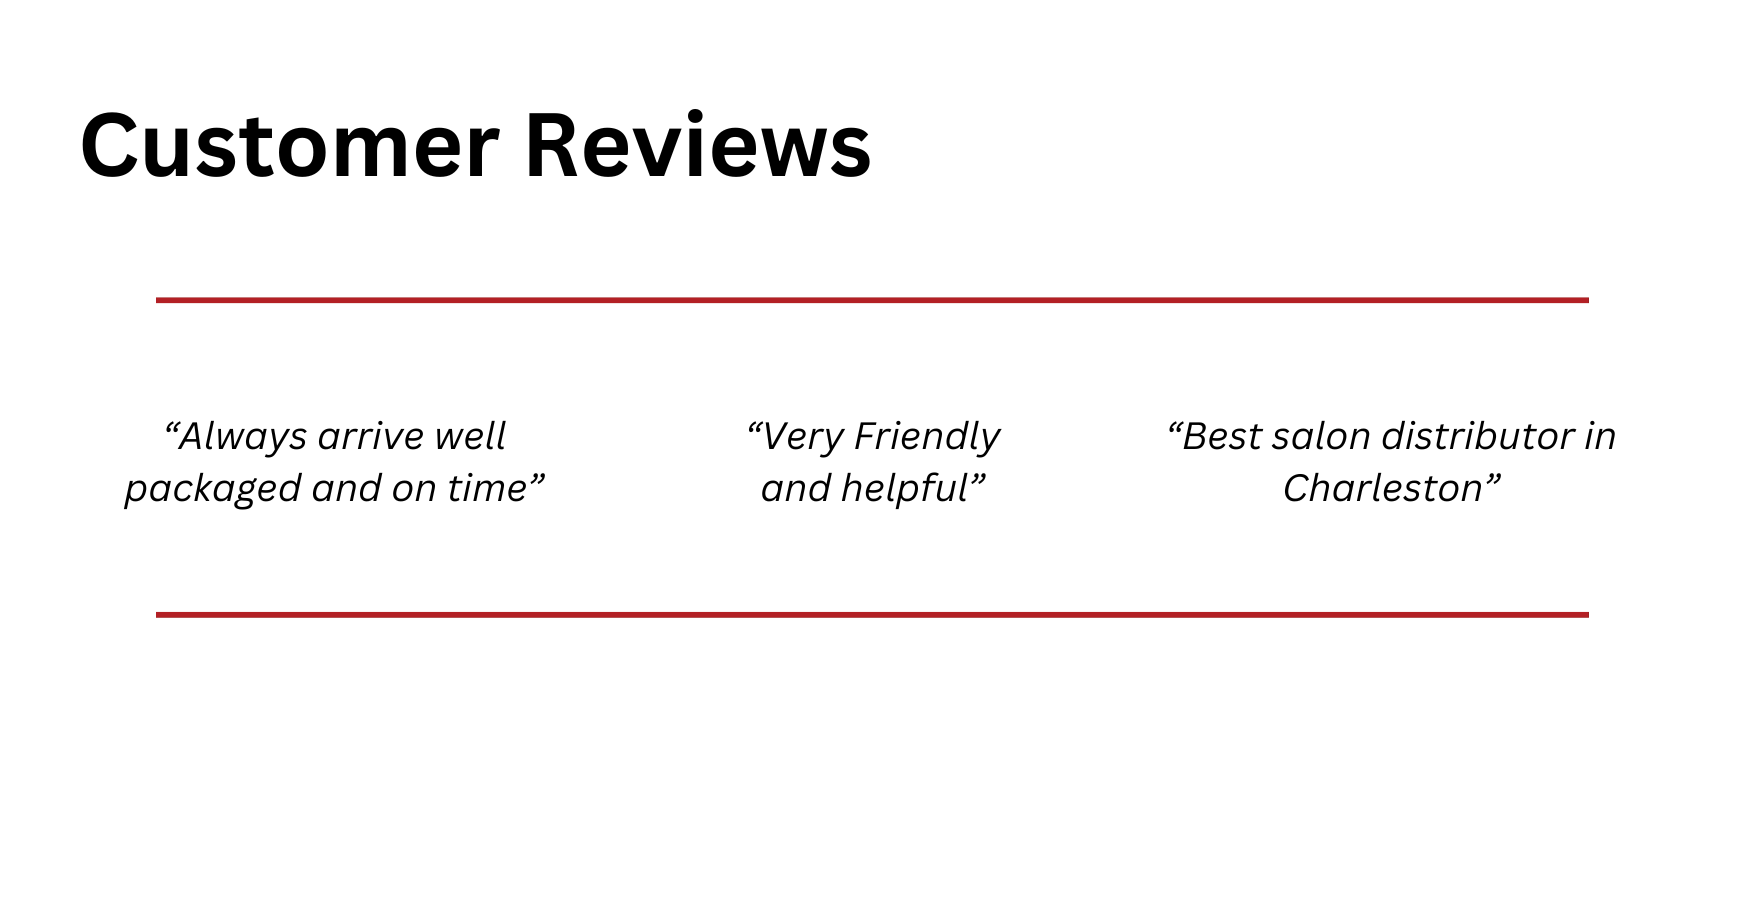 Customer Reviews
“Always arrive well
packaged and on time”
“Very Friendly
and helpful”
“Best salon distributor in
Charleston”